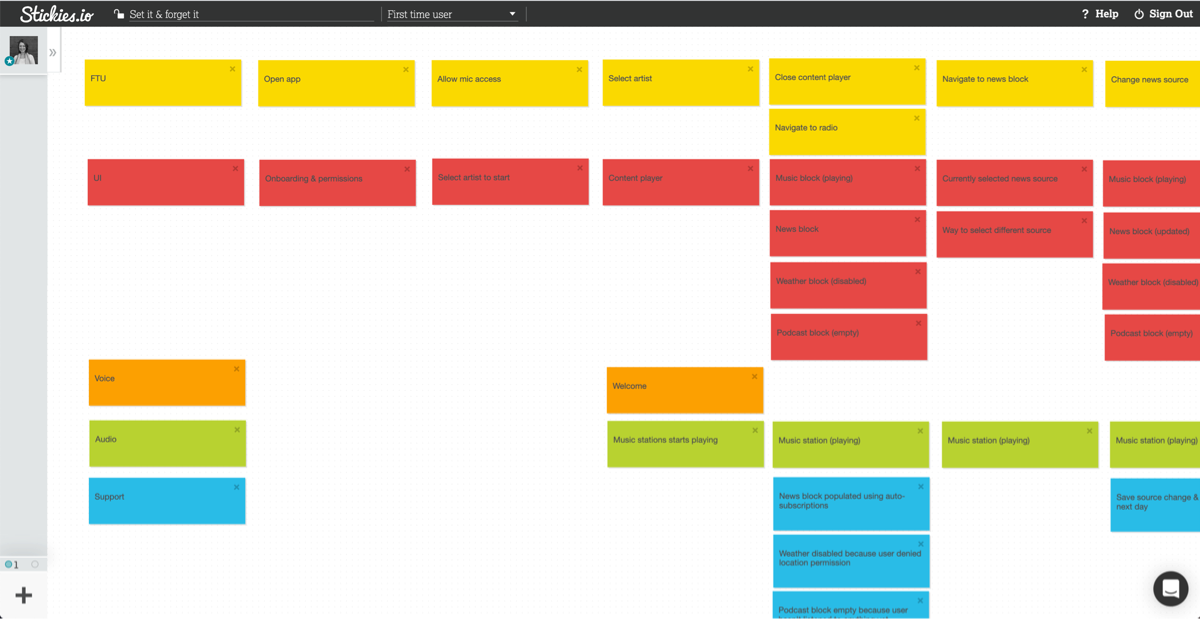 Stickies.io
Set it & forget it
First time user
? Help
Sign Out
FTU
Open app
Allow mic access
Select artist
Close content player
Navigate to news block
Change news source
Navigate to radio
UI
Onboarding & permissions
Select artist to start
Content player
Music block (playing)
Currently selected news source
Music block (playing)
News block
Way to select different source
News block (updated)
Weather block (disabled)
Weather block (disabled)
Podcast block (empty)
Podcast block (empty)
Voice
Welcome
Audio
Music stations starts playing
Music station (playing)
Music station (playing)
Music station (playing)
Support
News block populated using auto-
subscriptions
Save source change &
next day
Weather disabled because user denied
location permission
Podcast block empty because user
1